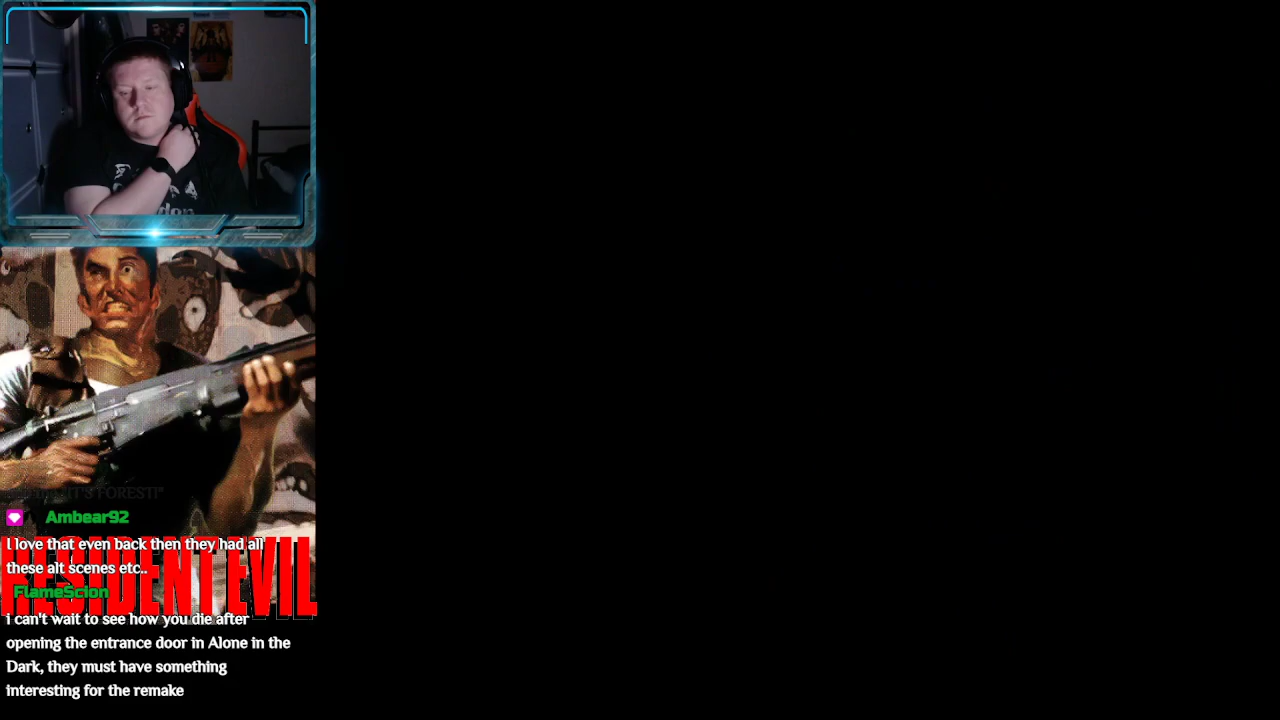 IT'S FOREST!"
Ambear92
I love that even back then they had all
these alt scenes etc..
RESIDENT EVIL
FlameScion
i can't wait to see how you die after
opening the entrance door in Alone in the
Dark, they must have something
interesting for the remake